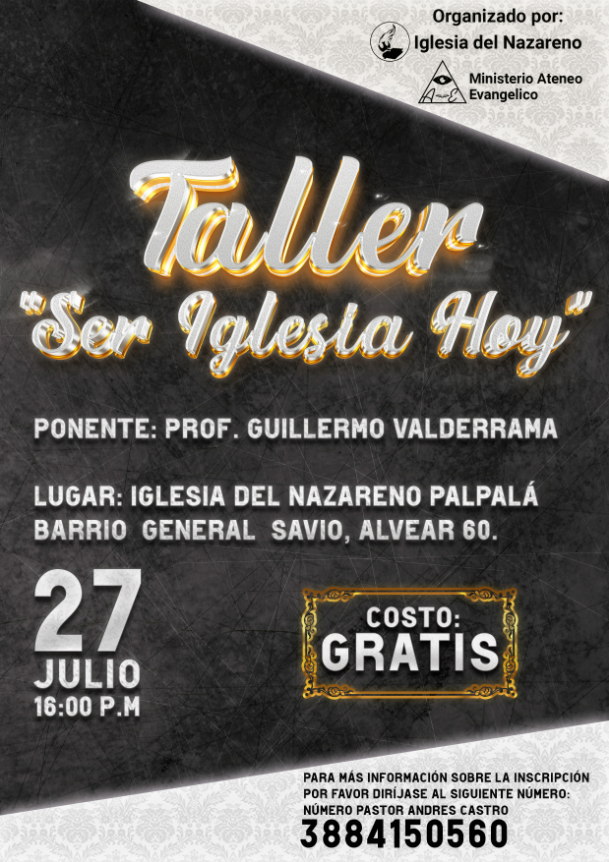 Organizado por:
Iglesia del Nazareno
Ministerio Ateneo
Evangelico
A E
Taller
"Ser Iglesia Hoy"
PONENTE: PROF. GUILLERMO VALDERRAMA
LUGAR: IGLESIA DEL NAZARENO PALPALÁ
BARRIO GENERAL SAVIO, ALVEAR 60.
27
JULIO
16:00 P.M
COSTO:
GRATIS
PARA MÁS INFORMACIÓN SOBRE LA INSCRIPCIÓN
POR FAVOR DIRÍJASE AL SIGUIENTE NÚMERO:
NÚMERO PASTOR ANDRES CASTRO
3884150560